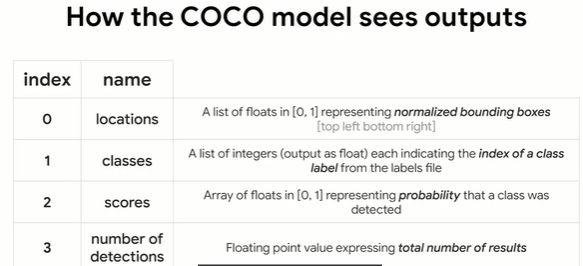 How the COCO model sees outputs
index name
0 locations A list of floats in [0, 1] representing normalized bounding boxes
[top left bottom right]
1 classes A list of integers (output as float) each indicating the index of a class
label from the labels file
2 scores Array of floats in [0, 1] representing probability that a class was
detected
3 number of
detections Floating point value expressing total number of results